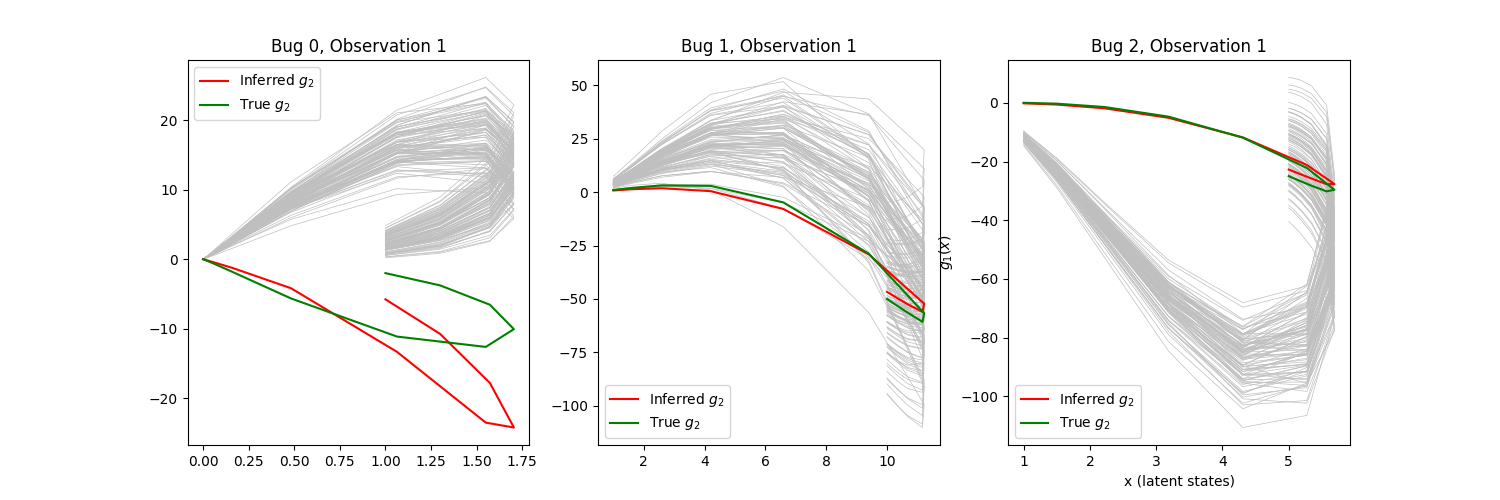 Bug 0, Observation 1
Bug 1, Observation 1
Bug 2, Observation 1
Inferred g₂
True g₂
20
10
0
−10
−20
0.00 0.25 0.50 0.75 1.00 1.25 1.50 1.75
50
25
0
−25
−50
−75
−100
Inferred g₂
True g₂
2 4 6 8 10
g₁(x)
0
−20
−40
−60
−80
−100
Inferred g₂
True g₂
1 2 3 4 5
x (latent states)